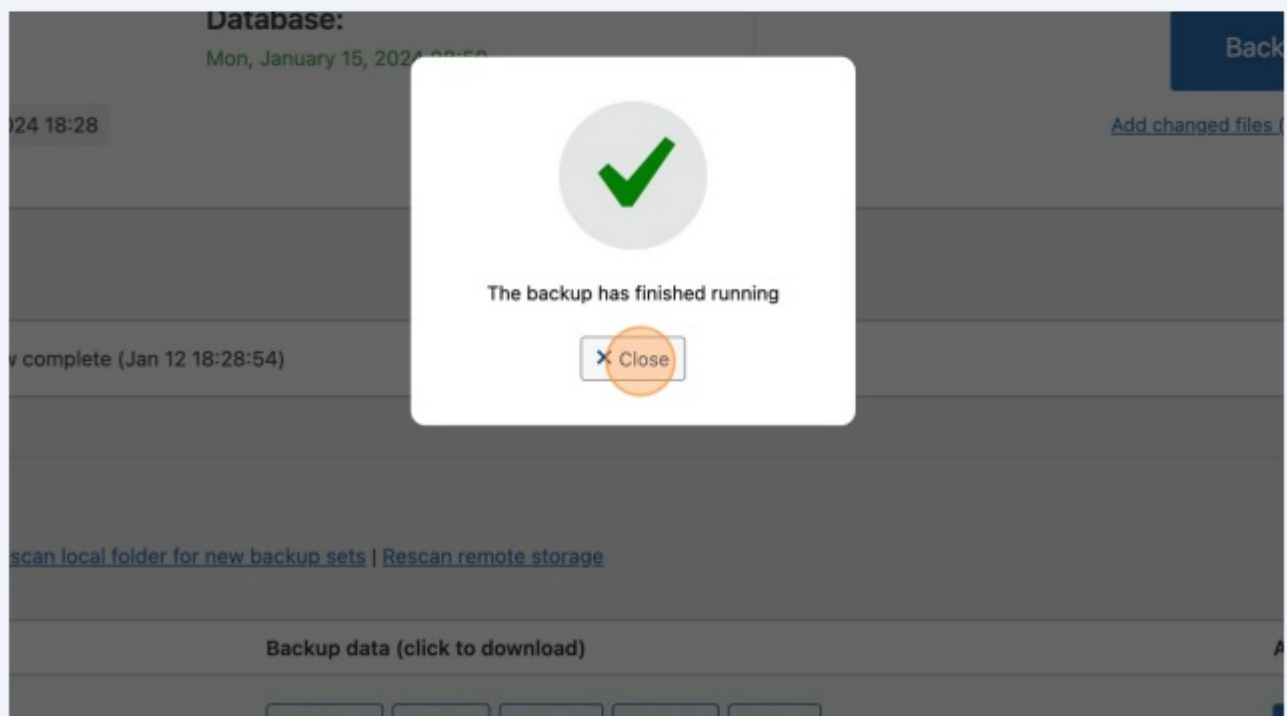 Database:
Mon, January 15, 2024
Back
024 18:28
Add changed files (
The backup has finished running
× Close
complete (Jan 12 18:28:54)
scan local folder for new backup sets | Rescan remote storage
Backup data (click to download)